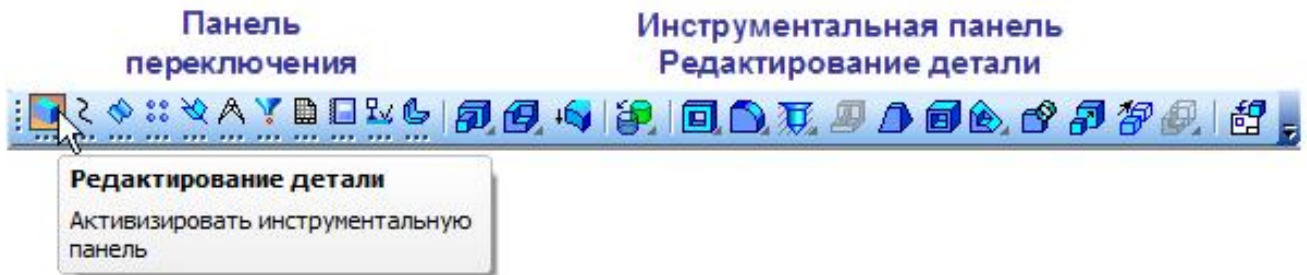 Панель
переключения
Инструментальная панель
Редактирование детали
Редактирование детали
Активизировать инструментальную
панель